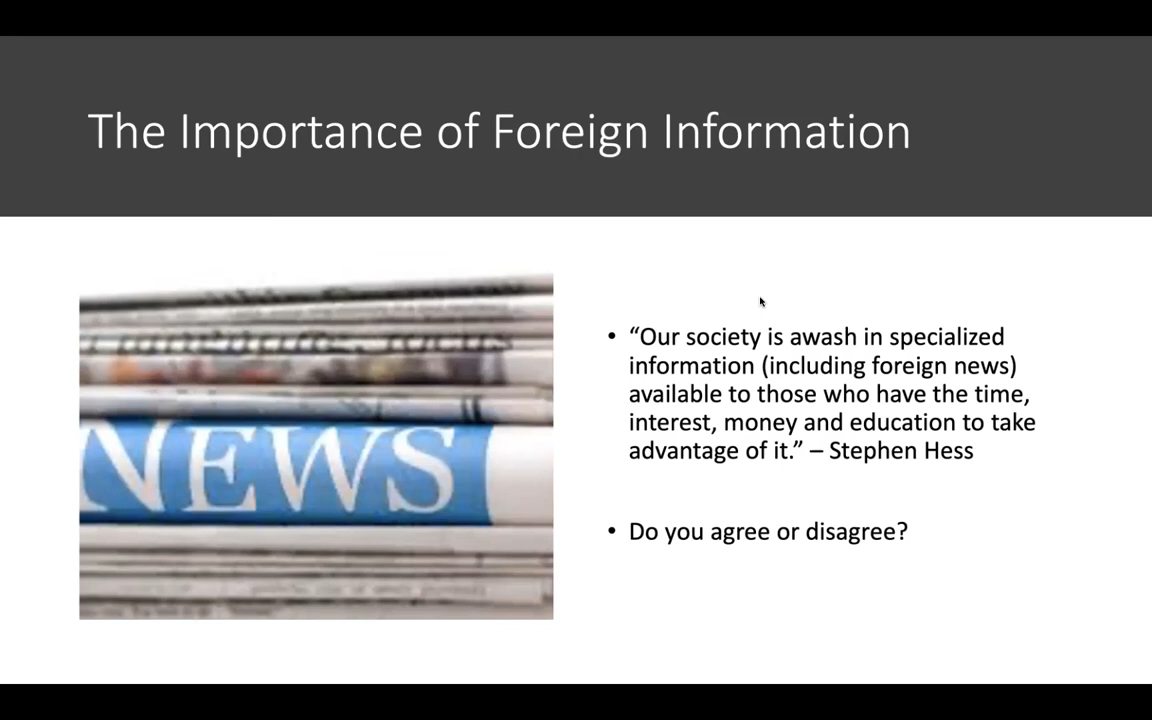 The Importance of Foreign Information
NEWS
• “Our society is awash in specialized
information (including foreign news)
available to those who have the time,
interest, money and education to take
advantage of it.” – Stephen Hess
• Do you agree or disagree?